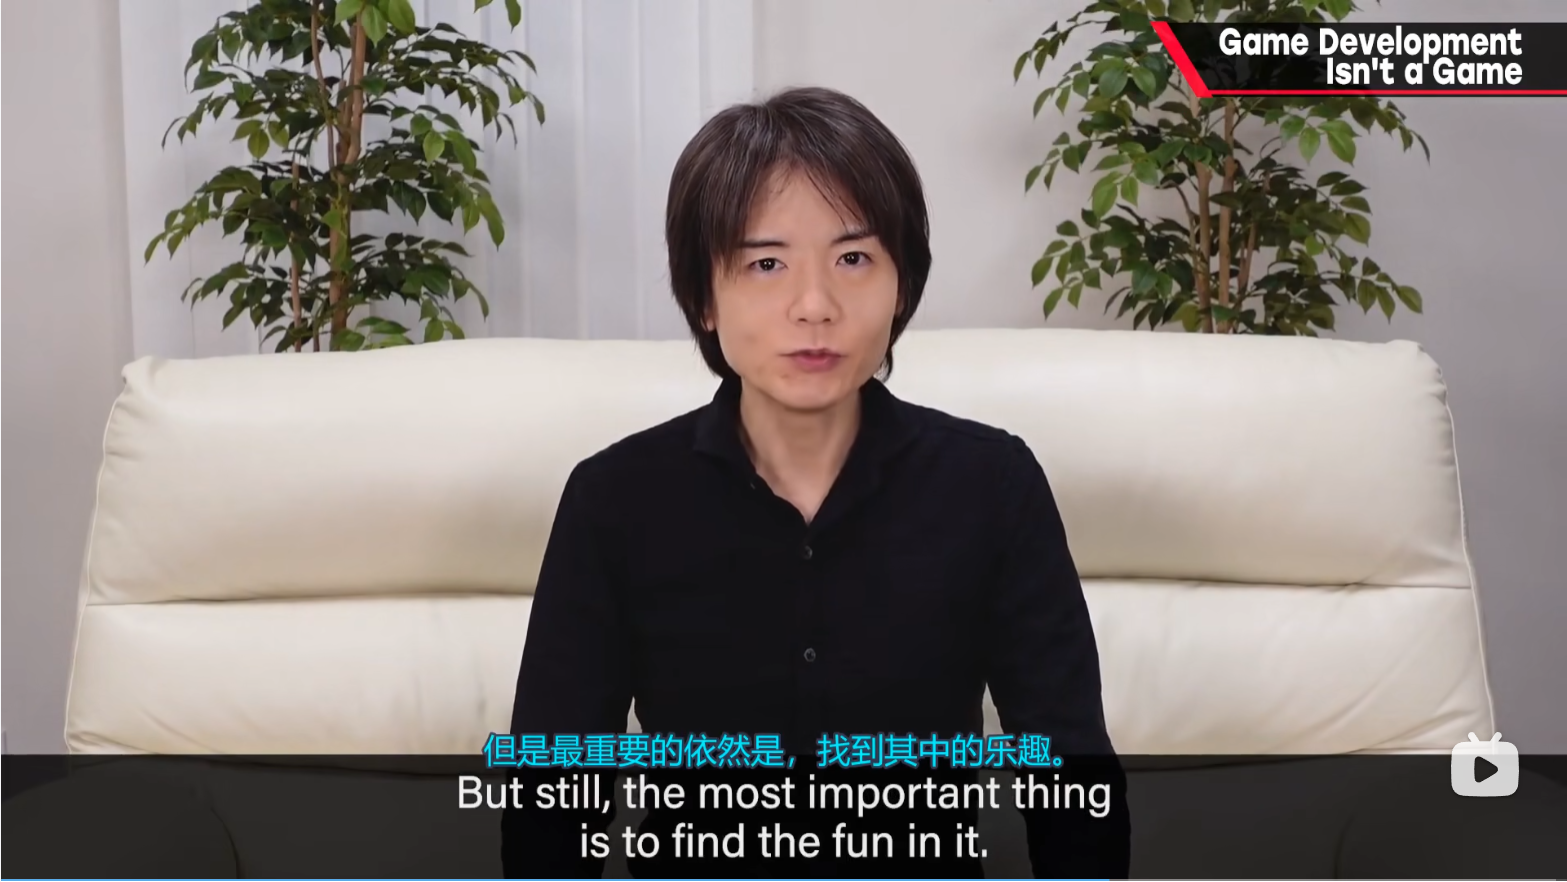 Game Development
Isn't a Game
但是最重要的依然是，找到其中的乐趣。
But still, the most important thing
is to find the fun in it.